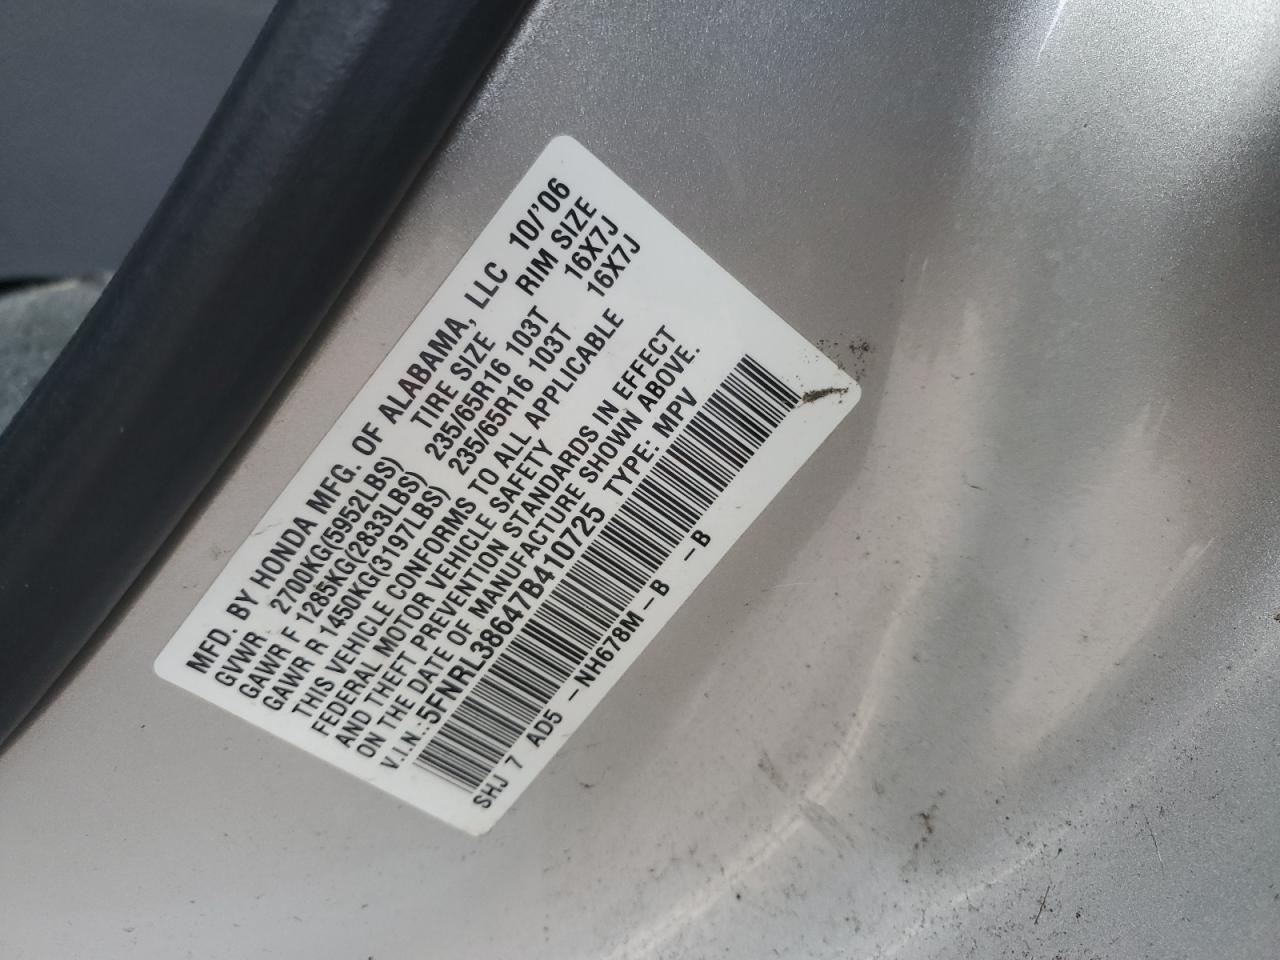 MFD. BY HONDA MFG. OF ALABAMA, LLC 10/'06
GVWR 2700KG(5952LBS) TIRE SIZE RIM SIZE
GAWR F 1285KG(2833LBS) 235/65R16 103T 16X7J
GAWR R 1450KG(3197LBS) 235/65R16 103T 16X7J
THIS VEHICLE CONFORMS TO ALL APPLICABLE
FEDERAL MOTOR VEHICLE SAFETY
AND THEFT PREVENTION STANDARDS IN EFFECT
ON THE DATE OF MANUFACTURE SHOWN ABOVE.
V.I.N.: 5FNRL38647B410725 TYPE: MPV
SHJ 7 AD5 -NH678M-B -B